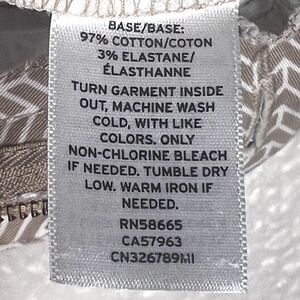 BASE/BASE:
97% COTTON/COTON
3% ELASTANE/
ÉLASTHANNE
TURN GARMENT INSIDE
OUT, MACHINE WASH
COLD, WITH LIKE
COLORS. ONLY
NON-CHLORINE BLEACH
IF NEEDED. TUMBLE DRY
LOW. WARM IRON IF
NEEDED.
RN58665
CA57963
CN326789MI